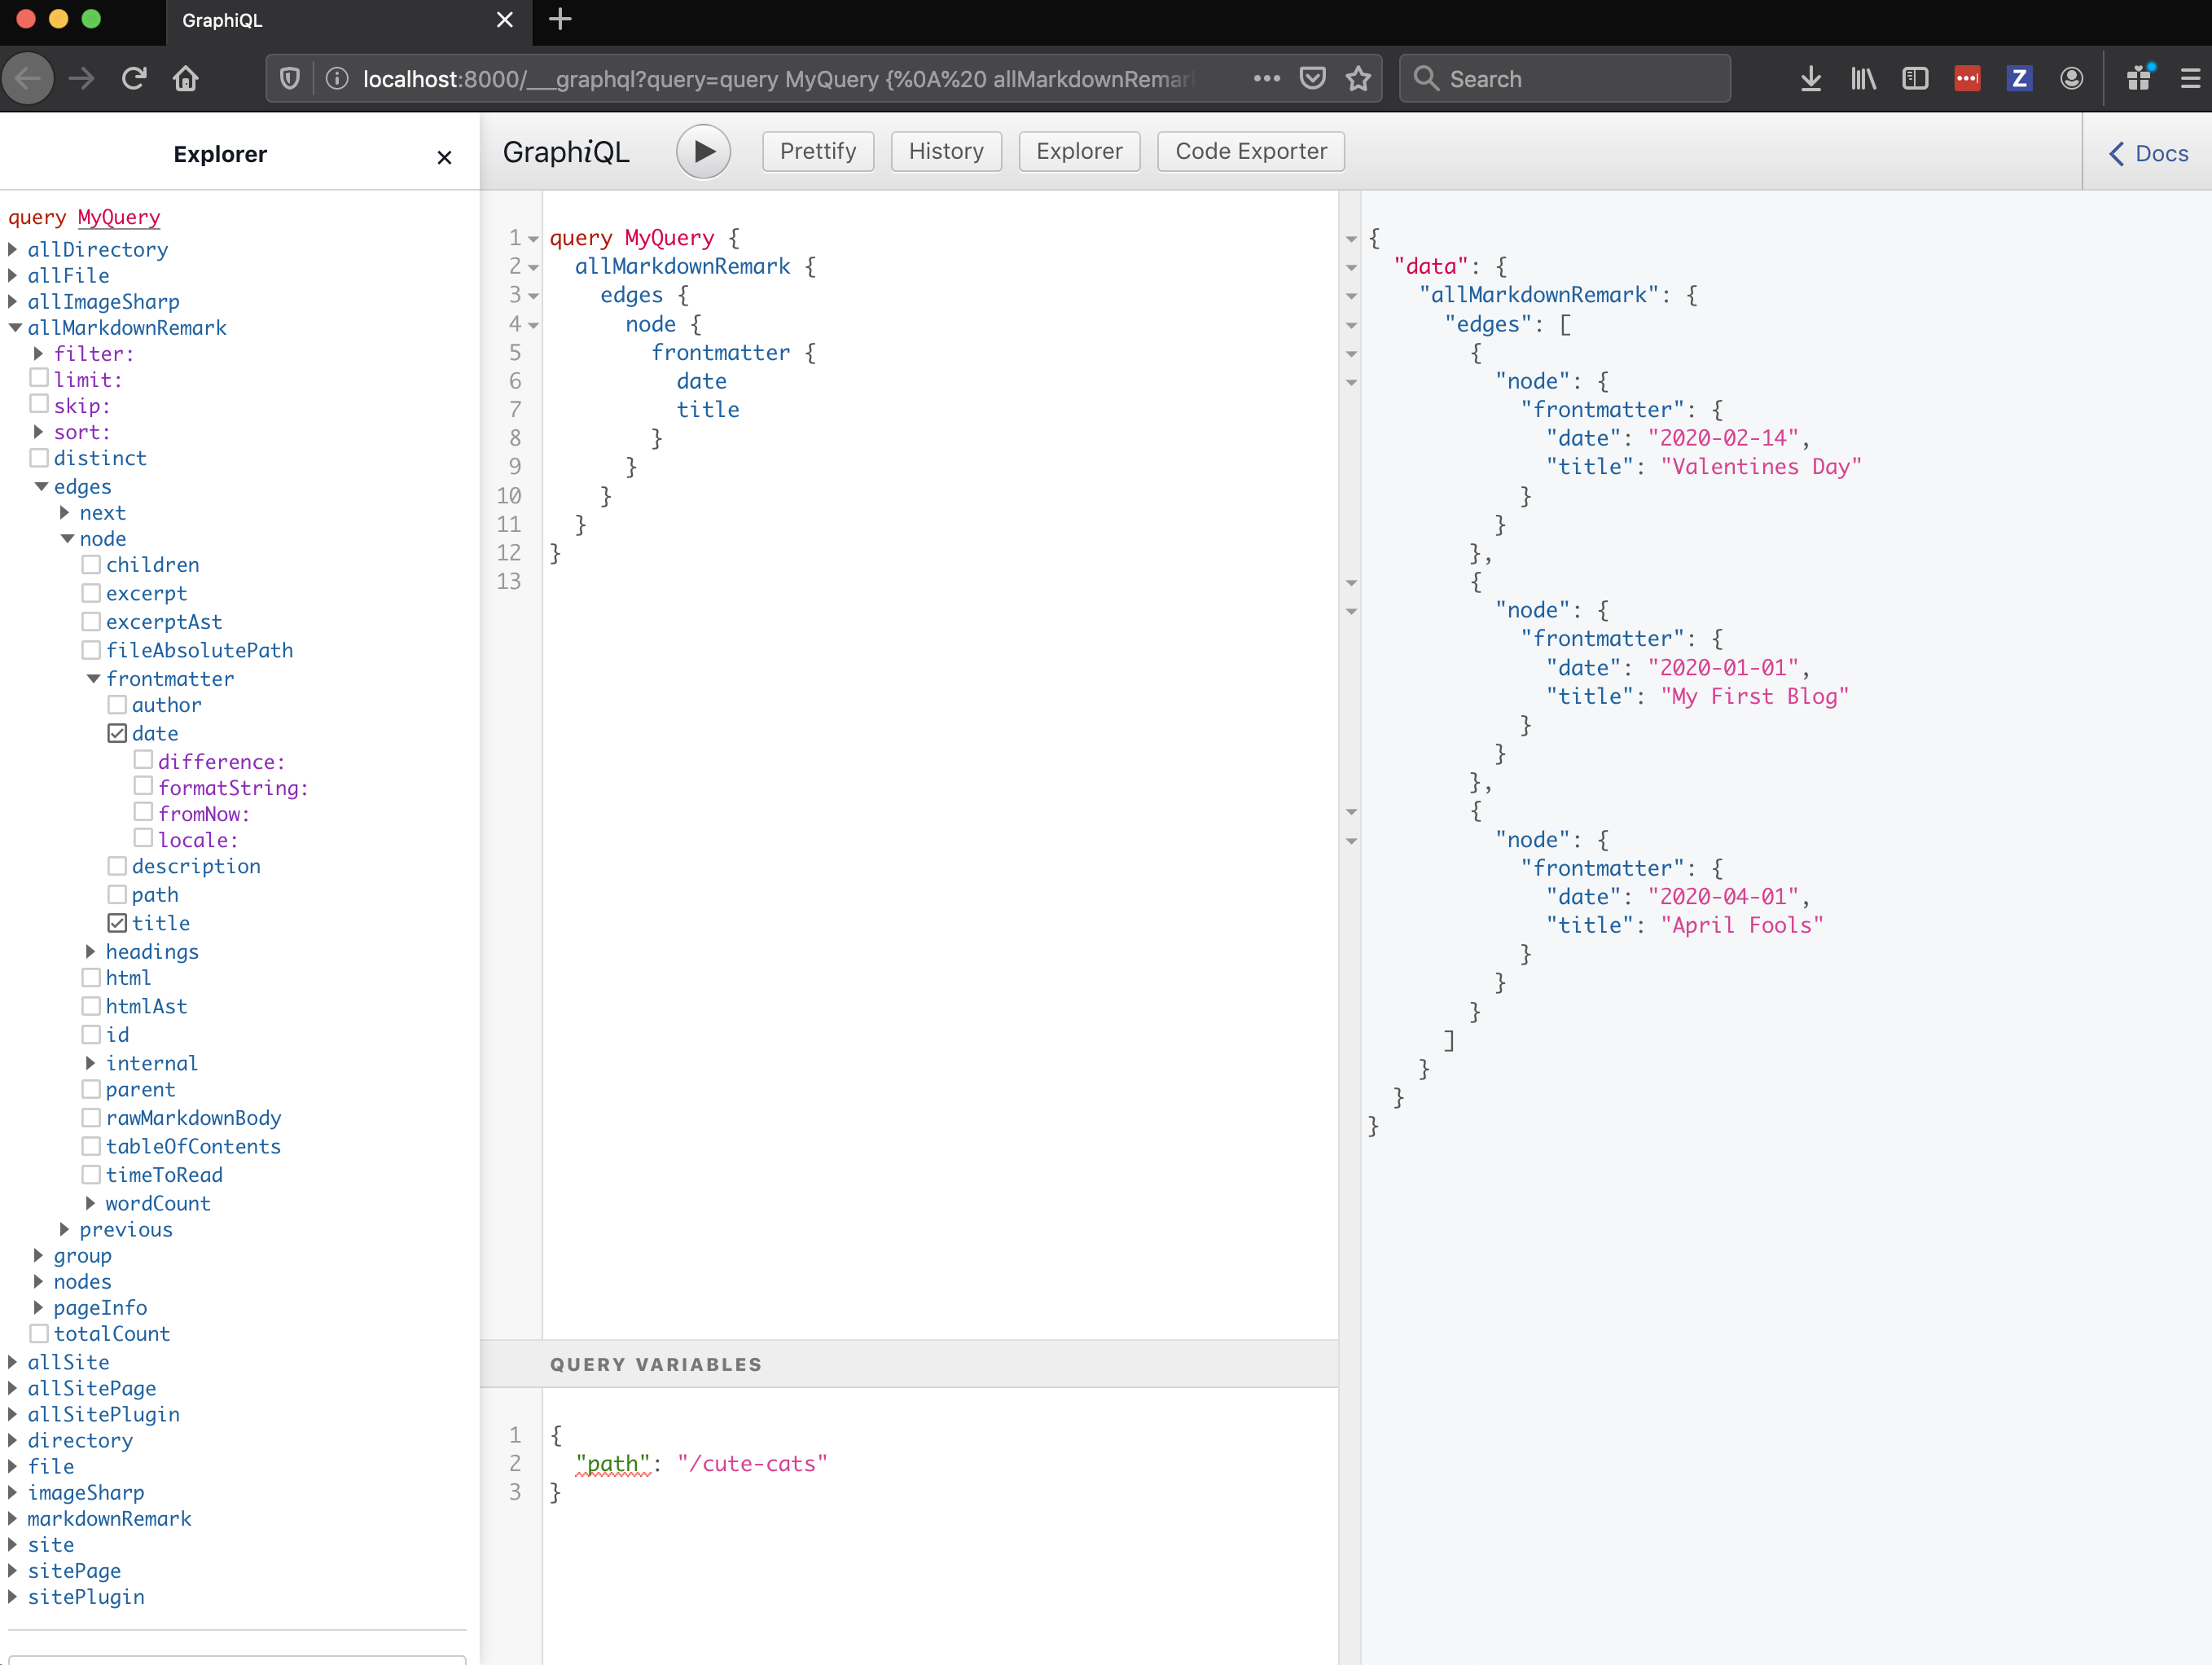 GraphiQL
localhost:8000/___graphql?query=query MyQuery {%0A%20 allMarkdownRemar
Search
Explorer
GraphiQL
Prettify
History
Explorer
Code Exporter
Docs
query MyQuery
allDirectory
allFile
allImageSharp
allMarkdownRemark
filter:
limit:
skip:
sort:
distinct
edges
next
node
children
excerpt
excerptAst
fileAbsolutePath
frontmatter
author
date
difference:
formatString:
fromNow:
locale:
description
path
title
headings
html
htmlAst
id
internal
parent
rawMarkdownBody
tableOfContents
timeToRead
wordCount
previous
group
nodes
pageInfo
totalCount
allSite
allSitePage
allSitePlugin
directory
file
imageSharp
markdownRemark
site
sitePage
sitePlugin
1 query MyQuery {
2 allMarkdownRemark {
3 edges {
4 node {
5 frontmatter {
6 date
7 title
8 }
9 }
10 }
11 }
12 }
13
QUERY VARIABLES
1 {
2 "path": "/cute-cats"
3 }
{
"data": {
"allMarkdownRemark": {
"edges": [
{
"node": {
"frontmatter": {
"date": "2020-02-14",
"title": "Valentines Day"
}
}
},
{
"node": {
"frontmatter": {
"date": "2020-01-01",
"title": "My First Blog"
}
}
},
{
"node": {
"frontmatter": {
"date": "2020-04-01",
"title": "April Fools"
}
}
}
]
}
}
}